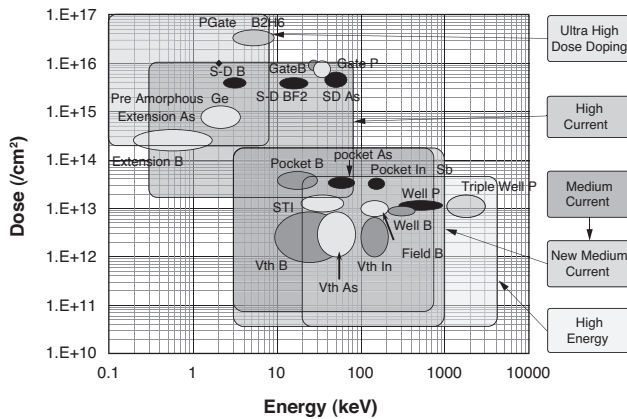 1.E+17
1.E+16
1.E+15
1.E+14
1.E+13
1.E+12
1.E+11
1.E+10
Dose (/cm²)
0.1
1
10
100
1000
10000
Energy (keV)
PGate B2H6
S-D B
GateB
Gate P
S-D BF2
SD As
Pre Amorphous Ge
Extension As
Extension B
Pocket B
pocket As
Pocket In Sb
STI
Well P
Triple Well P
Well B
Field B
Vth B
Vth As
Vth In
Ultra High
Dose Doping
High
Current
Medium
Current
New Medium
Current
High
Energy